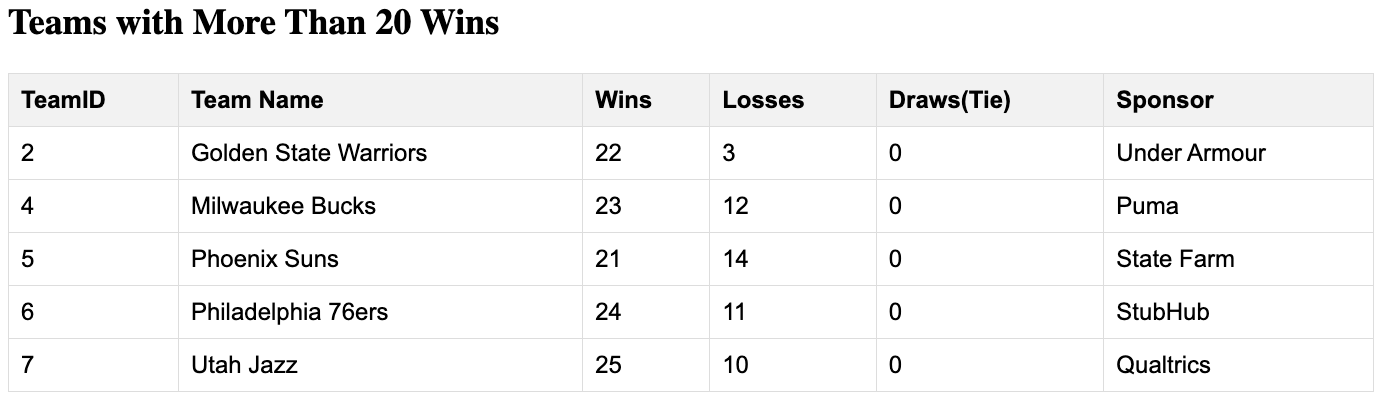 Teams with More Than 20 Wins
TeamID Team Name Wins Losses Draws(Tie) Sponsor
2 Golden State Warriors 22 3 0 Under Armour
4 Milwaukee Bucks 23 12 0 Puma
5 Phoenix Suns 21 14 0 State Farm
6 Philadelphia 76ers 24 11 0 StubHub
7 Utah Jazz 25 10 0 Qualtrics